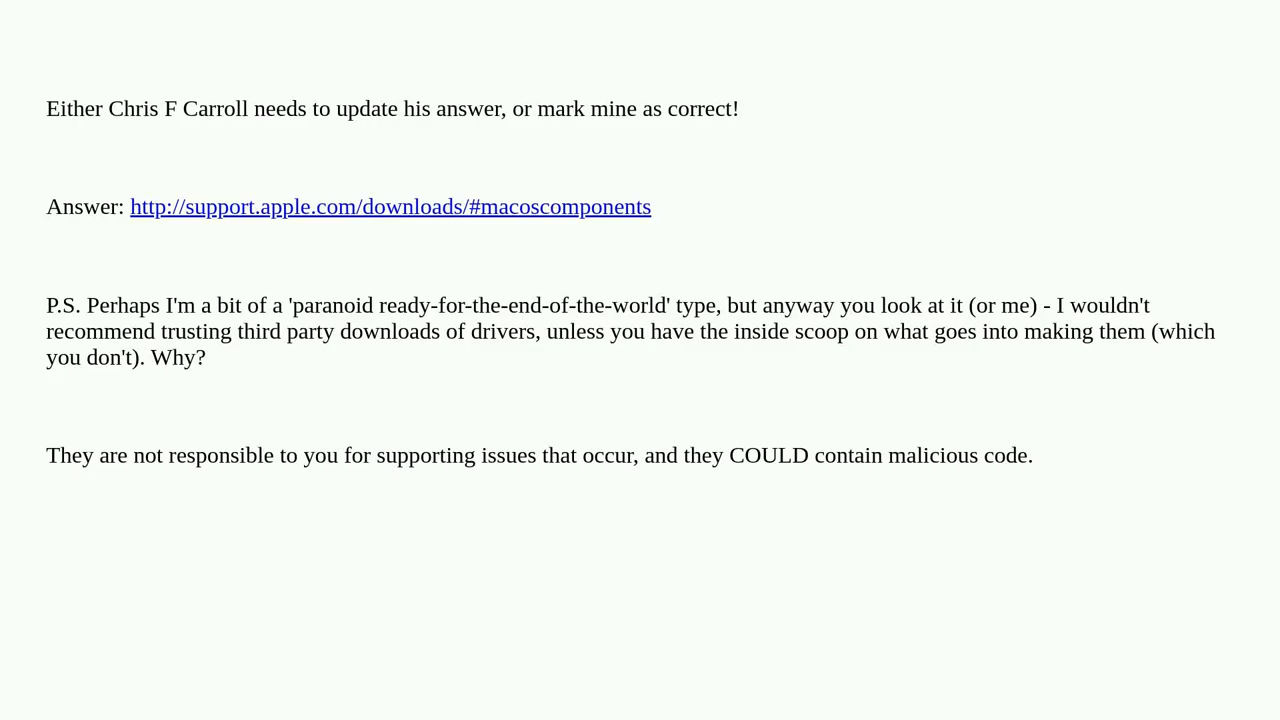 Either Chris F Carroll needs to update his answer, or mark mine as correct!
Answer: http://support.apple.com/downloads/#macoscomponents
P.S. Perhaps I'm a bit of a 'paranoid ready-for-the-end-of-the-world' type, but anyway you look at it (or me) - I wouldn't
recommend trusting third party downloads of drivers, unless you have the inside scoop on what goes into making them (which
you don't). Why?
They are not responsible to you for supporting issues that occur, and they COULD contain malicious code.